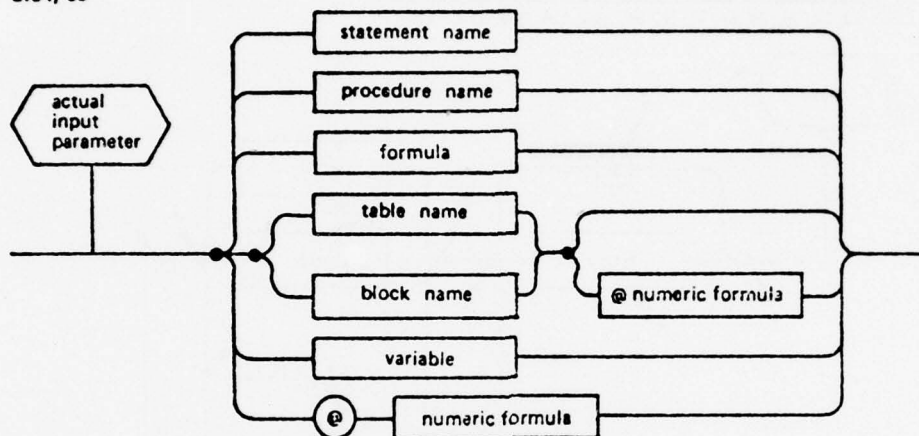 statement name
procedure name
actual
input
parameter
formula
table name
block name
@ numeric formula
variable
@
numeric formula